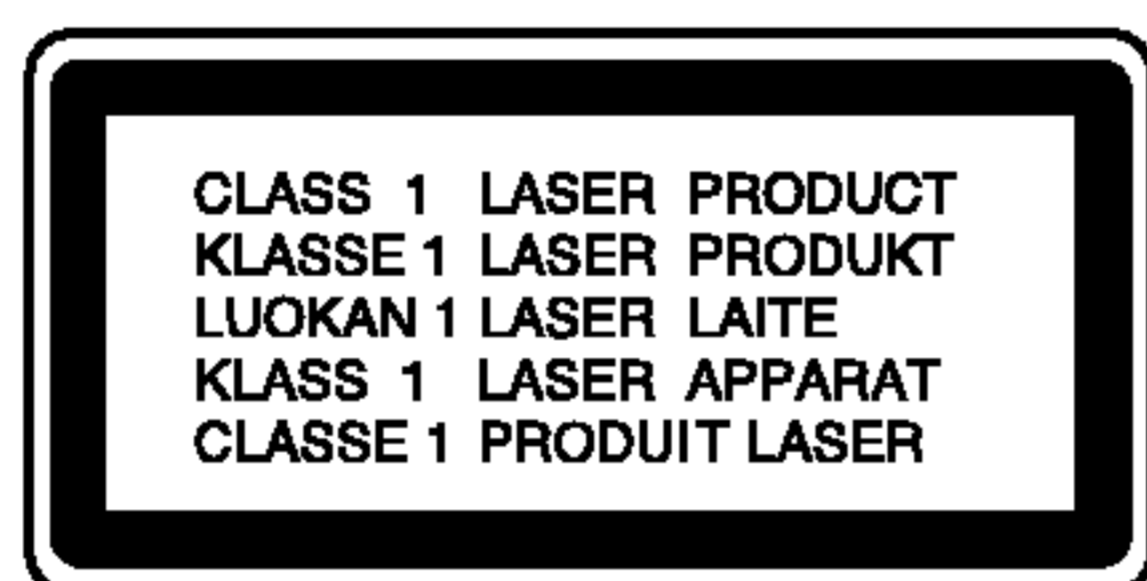 CLASS 1 LASER PRODUCT
KLASSE 1 LASER PRODUKT
LUOKAN 1 LASER LAITE
KLASS 1 LASER APPARAT
CLASSE 1 PRODUIT LASER